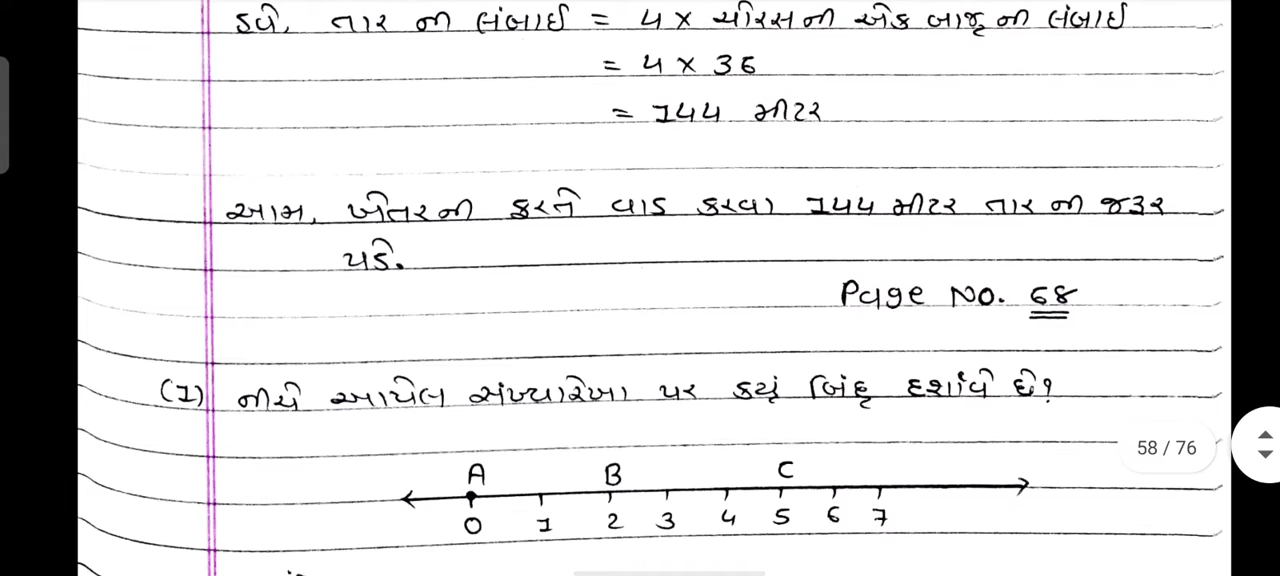 હવે, તાર ની લંબાઈ = 4 × ચોરસની એક બાજૂ ની લંબાઈ
= 4 × 36
= 144 મીટર
આમ, ખેતરની ફરતે વાડ કરવા 144 મીટર તાર ની જરૂર
પડે.
Page No. 68
(1) નીચે આપેલ સંખ્યારેખા પર કયું બિંદુ દર્શાવે છે?
58 / 76
A B C
0 1 2 3 4 5 6 7